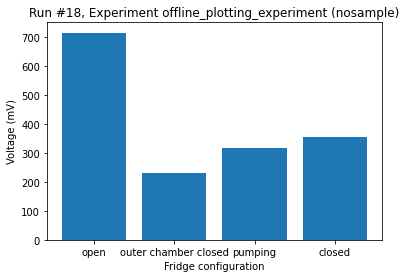 Run #18, Experiment offline_plotting_experiment (nosample)
700
600
500
400
300
200
100
0
Voltage (mV)
open outer chamber closed pumping closed
Fridge configuration